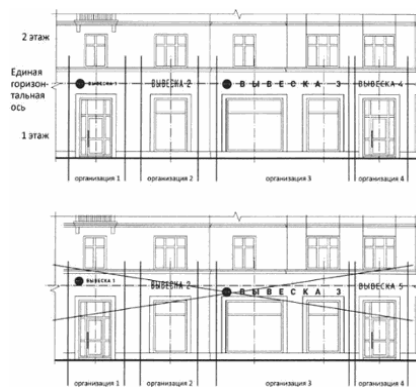 2 этаж
Единая
горизон-
тальная
ось
ВЫВЕСКА 1
ВЫВЕСКА 2
ВЫВЕСКА 3
ВЫВЕСКА 4
1 этаж
организация 1
организация 2
организация 3
организация 4
ВЫВЕСКА 1
ВЫВЕСКА 2
ВЫВЕСКА 3
ВЫВЕСКА 5
организация 1
организация 2
организация 3
организация 4